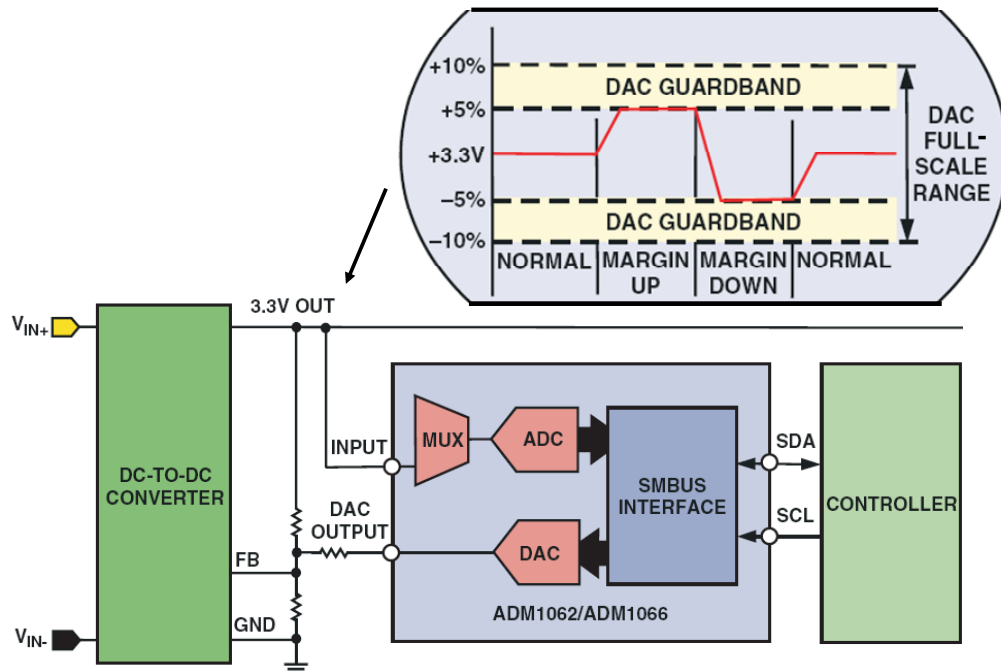 +10%
DAC GUARDBAND
+5%
+3.3V
–5%
DAC GUARDBAND
–10%
DAC
FULL-
SCALE
RANGE
NORMAL
MARGIN
UP
MARGIN
DOWN
NORMAL
3.3V OUT
VIN+
DC-TO-DC
CONVERTER
FB
GND
VIN-
INPUT
DAC
OUTPUT
MUX
ADC
DAC
SMBUS
INTERFACE
ADM1062/ADM1066
SDA
SCL
CONTROLLER